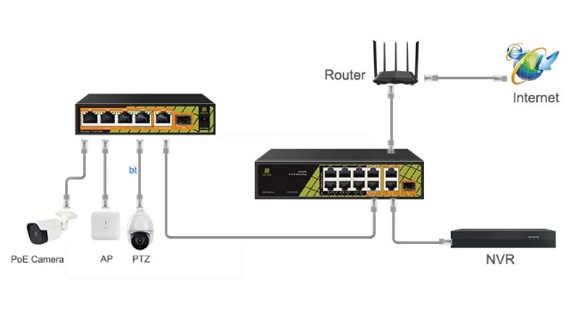 Router
Internet
bt
PoE Camera
AP
PTZ
NVR